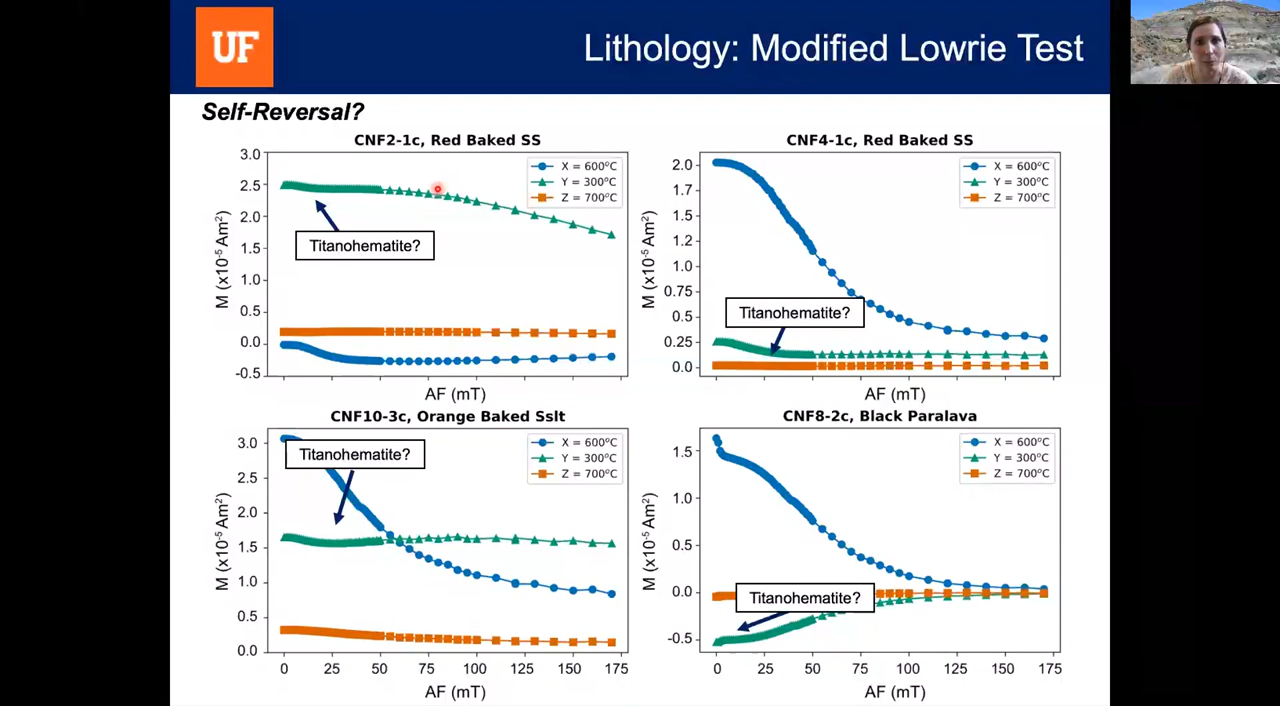 UF
Lithology: Modified Lowrie Test
Self-Reversal?
CNF2-1c, Red Baked SS
3.0
2.5
2.0
1.5
1.0
0.5
0.0
-0.5
M (x10-5 Am2)
X = 600°C
Y = 300°C
Z = 700°C
Titanohematite?
AF (mT)
CNF4-1c, Red Baked SS
2.0
1.7
1.5
1.2
1.0
0.75
0.5
0.25
0.0
M (x10-5 Am2)
X = 600°C
Y = 300°C
Z = 700°C
Titanohematite?
AF (mT)
CNF10-3c, Orange Baked Sslt
3.0
2.5
2.0
1.5
1.0
0.5
0.0
M (x10-5 Am2)
X = 600°C
Y = 300°C
Z = 700°C
Titanohematite?
0 25 50 75 100 125 150 175
AF (mT)
CNF8-2c, Black Paralava
1.5
1.0
0.5
0.0
-0.5
M (x10-5 Am2)
X = 600°C
Y = 300°C
Z = 700°C
Titanohematite?
0 25 50 75 100 125 150 175
AF (mT)